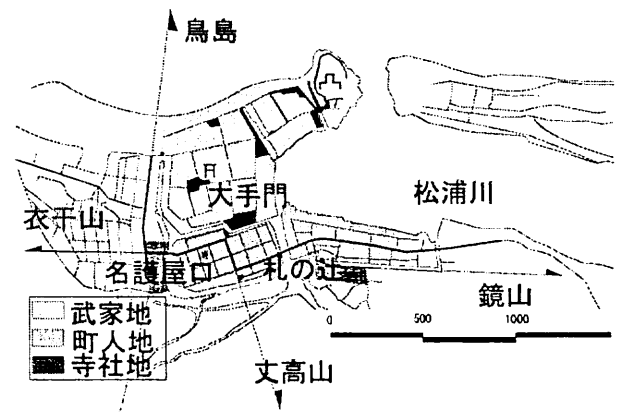 鳥島
大手門
松浦川
衣干山
名護屋口
札の辻
鏡山
武家地
町人地
寺社地
0 500 1000
丈高山